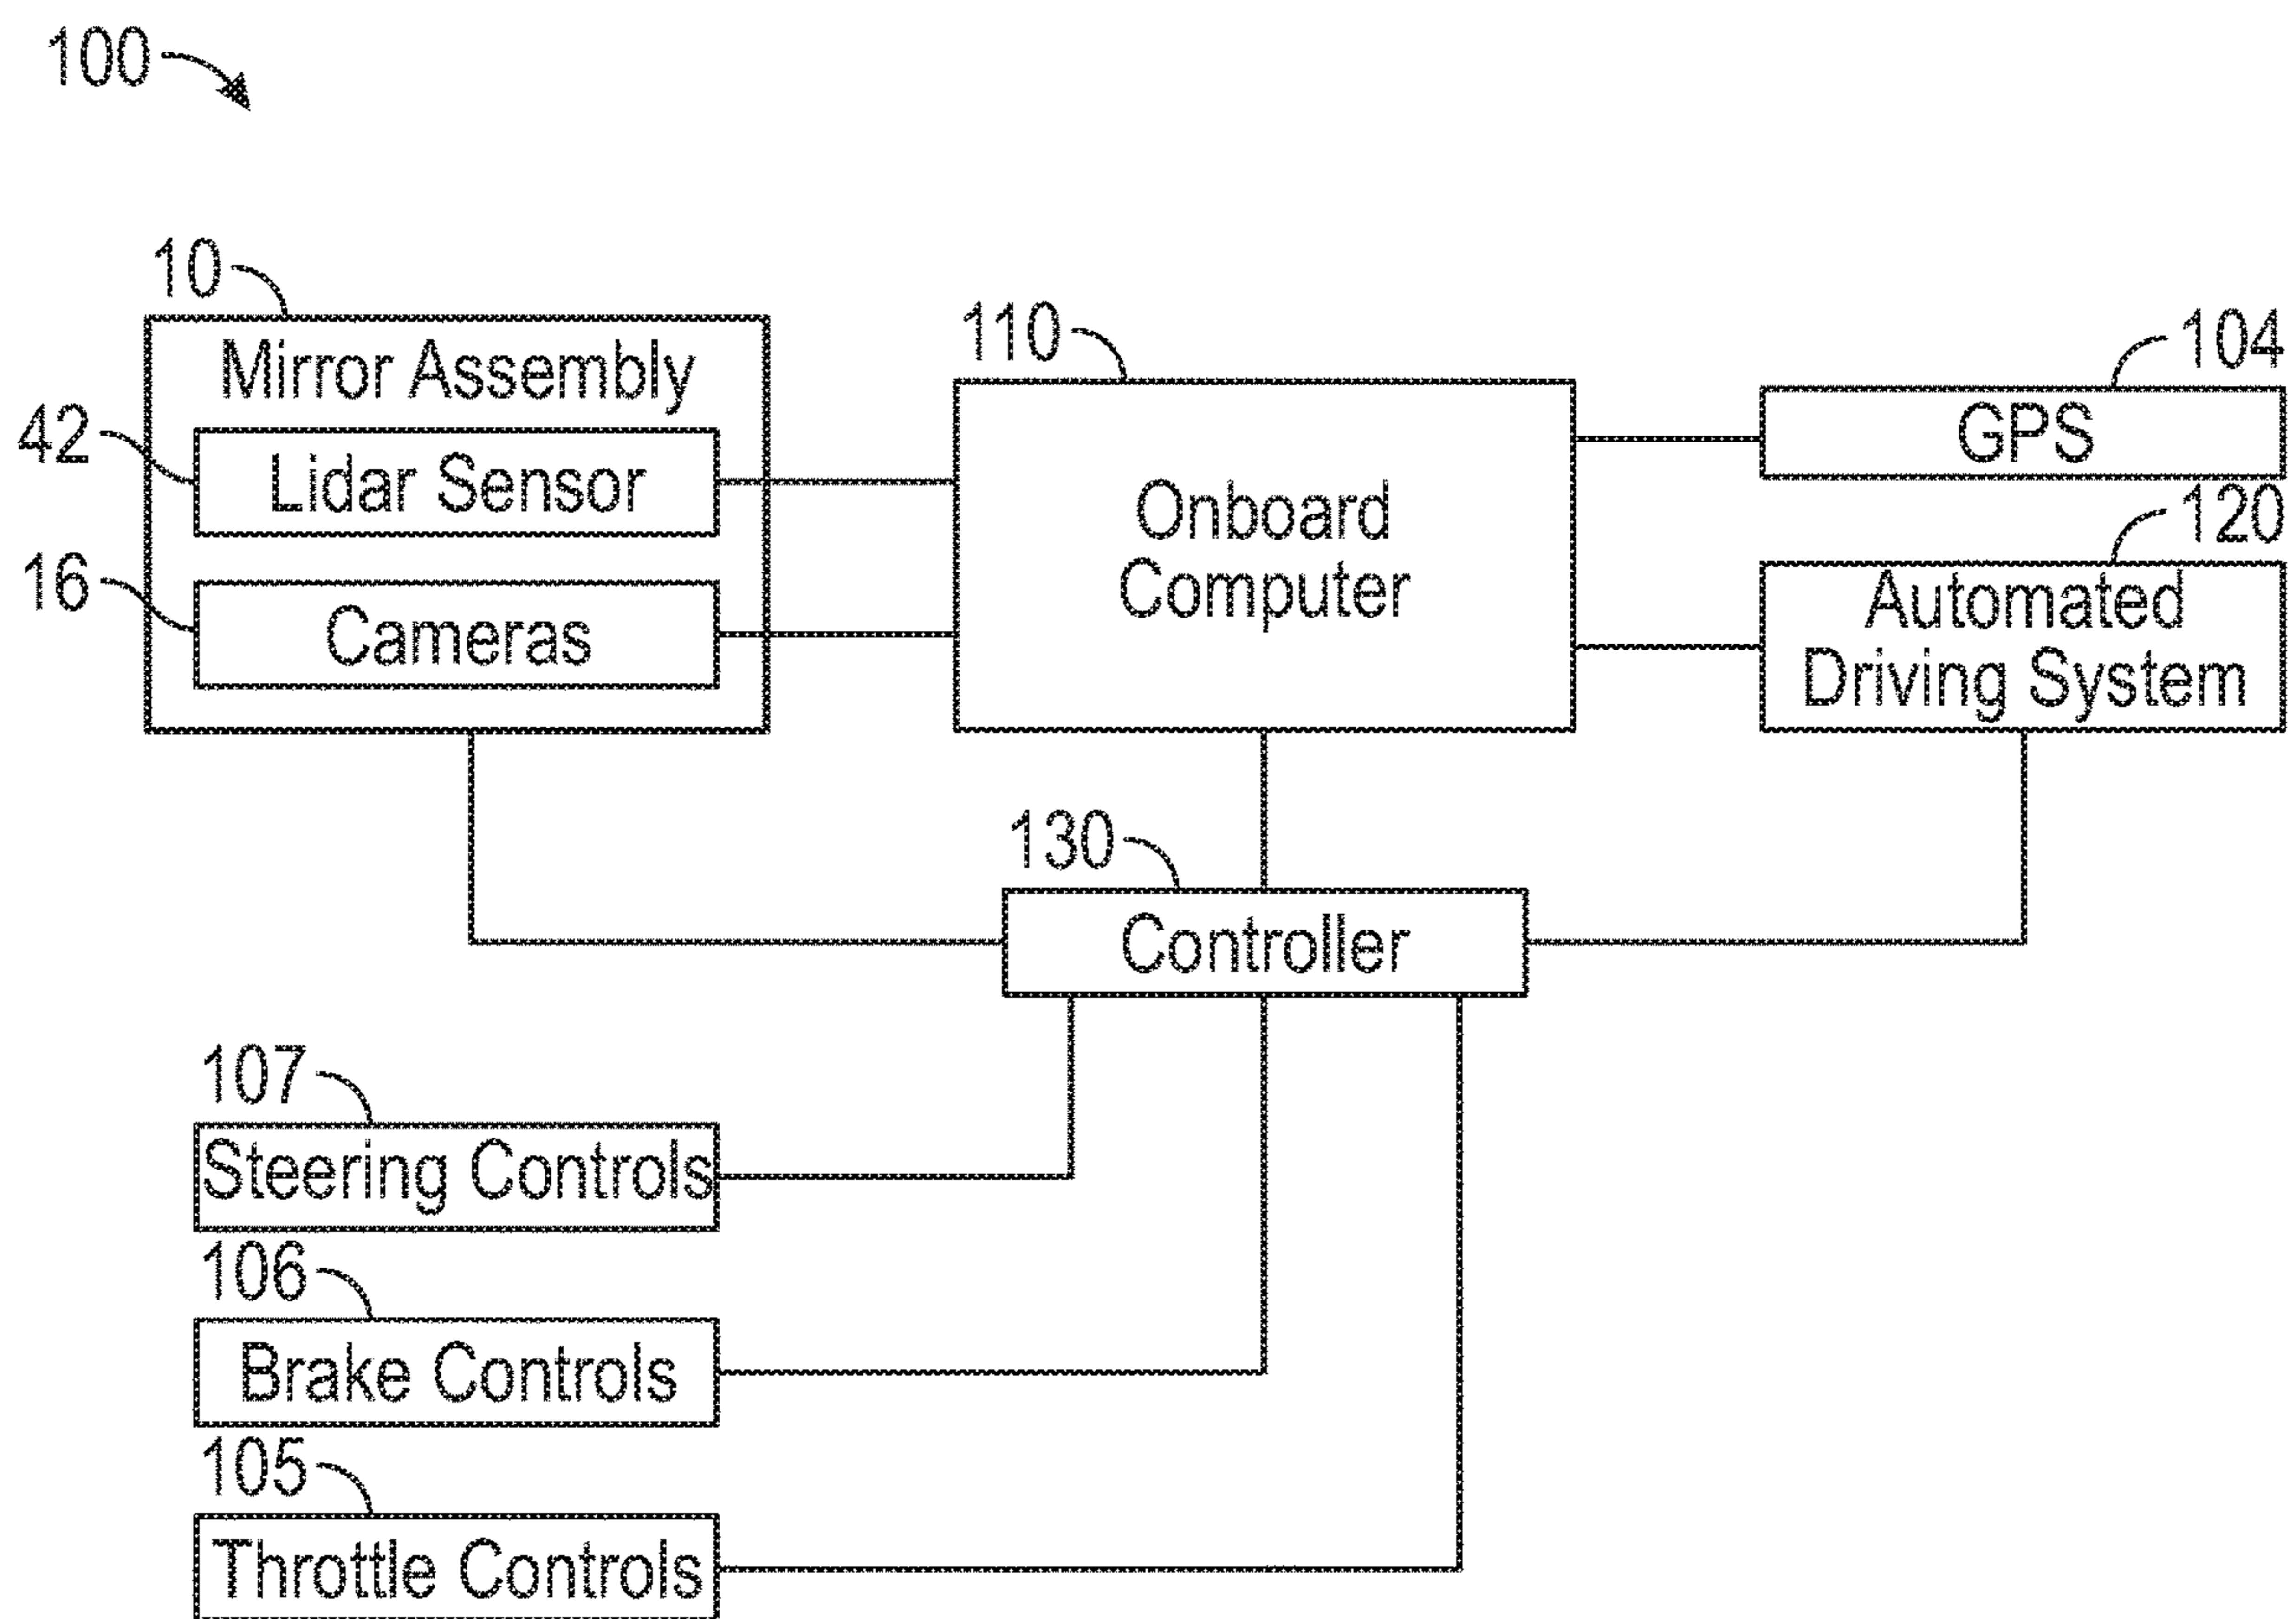 100
10
Mirror Assembly
42
Lidar Sensor
16
Cameras
110
Onboard
Computer
104
GPS
120
Automated
Driving System
130
Controller
107
Steering Controls
106
Brake Controls
105
Throttle Controls